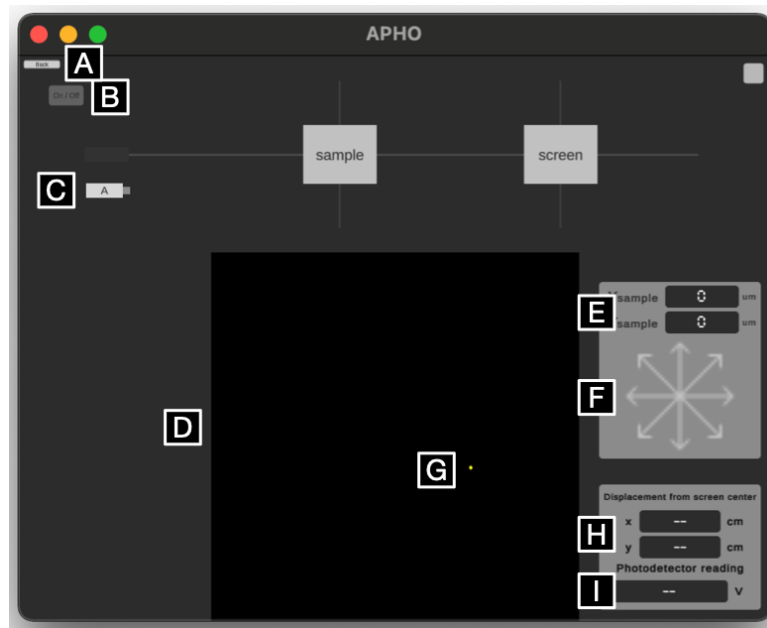 APHO
Back
A
On / Off
B
sample
screen
C
A
E
sample
0
um
sample
0
um
F
D
G
Displacement from screen center
H
x
--
cm
y
--
cm
Photodetector reading
I
--
V